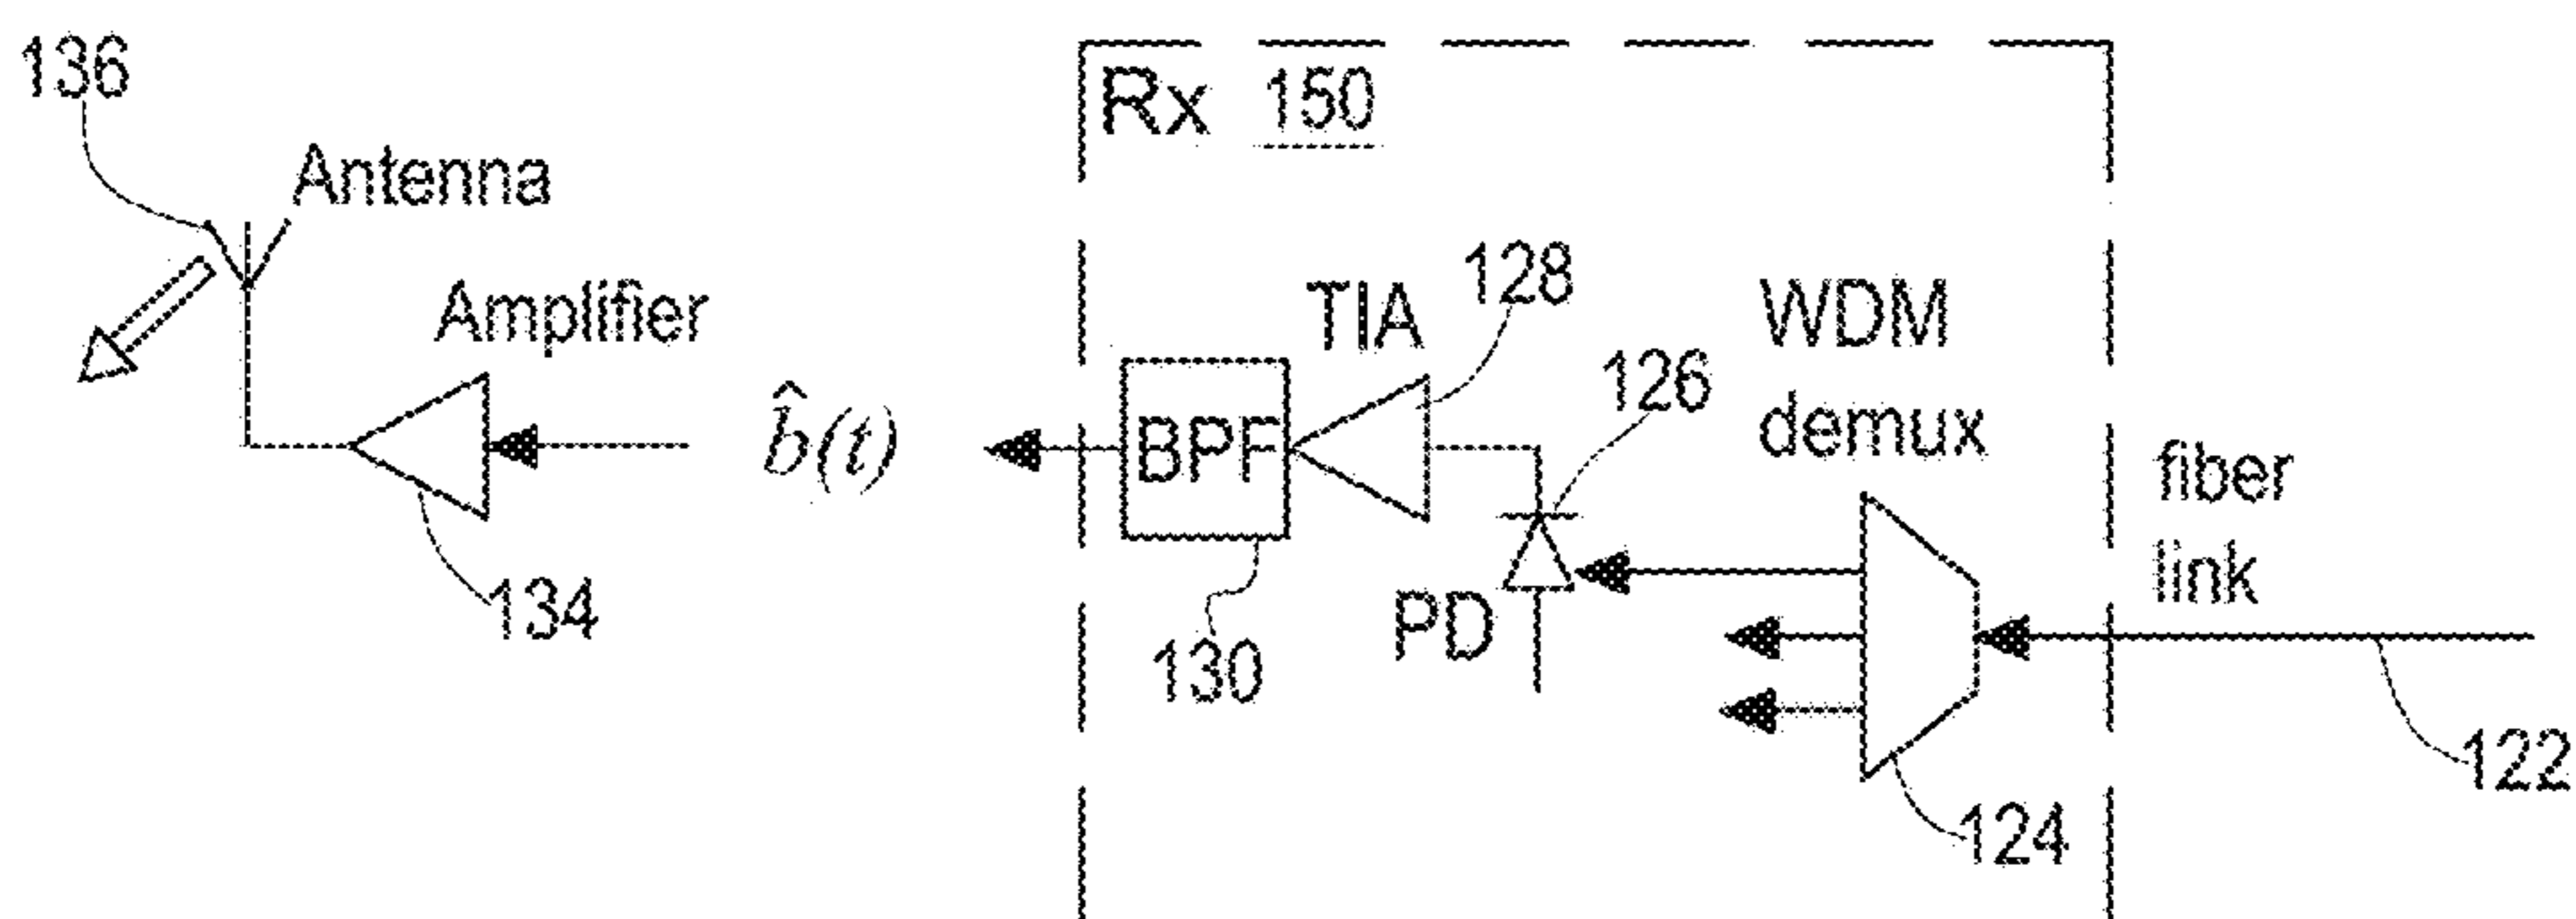 136
Antenna
Amplifier
134
b̂(t)
Rx 150
TIA
128
BPF
130
126
PD
WDM
demux
124
fiber
link
122